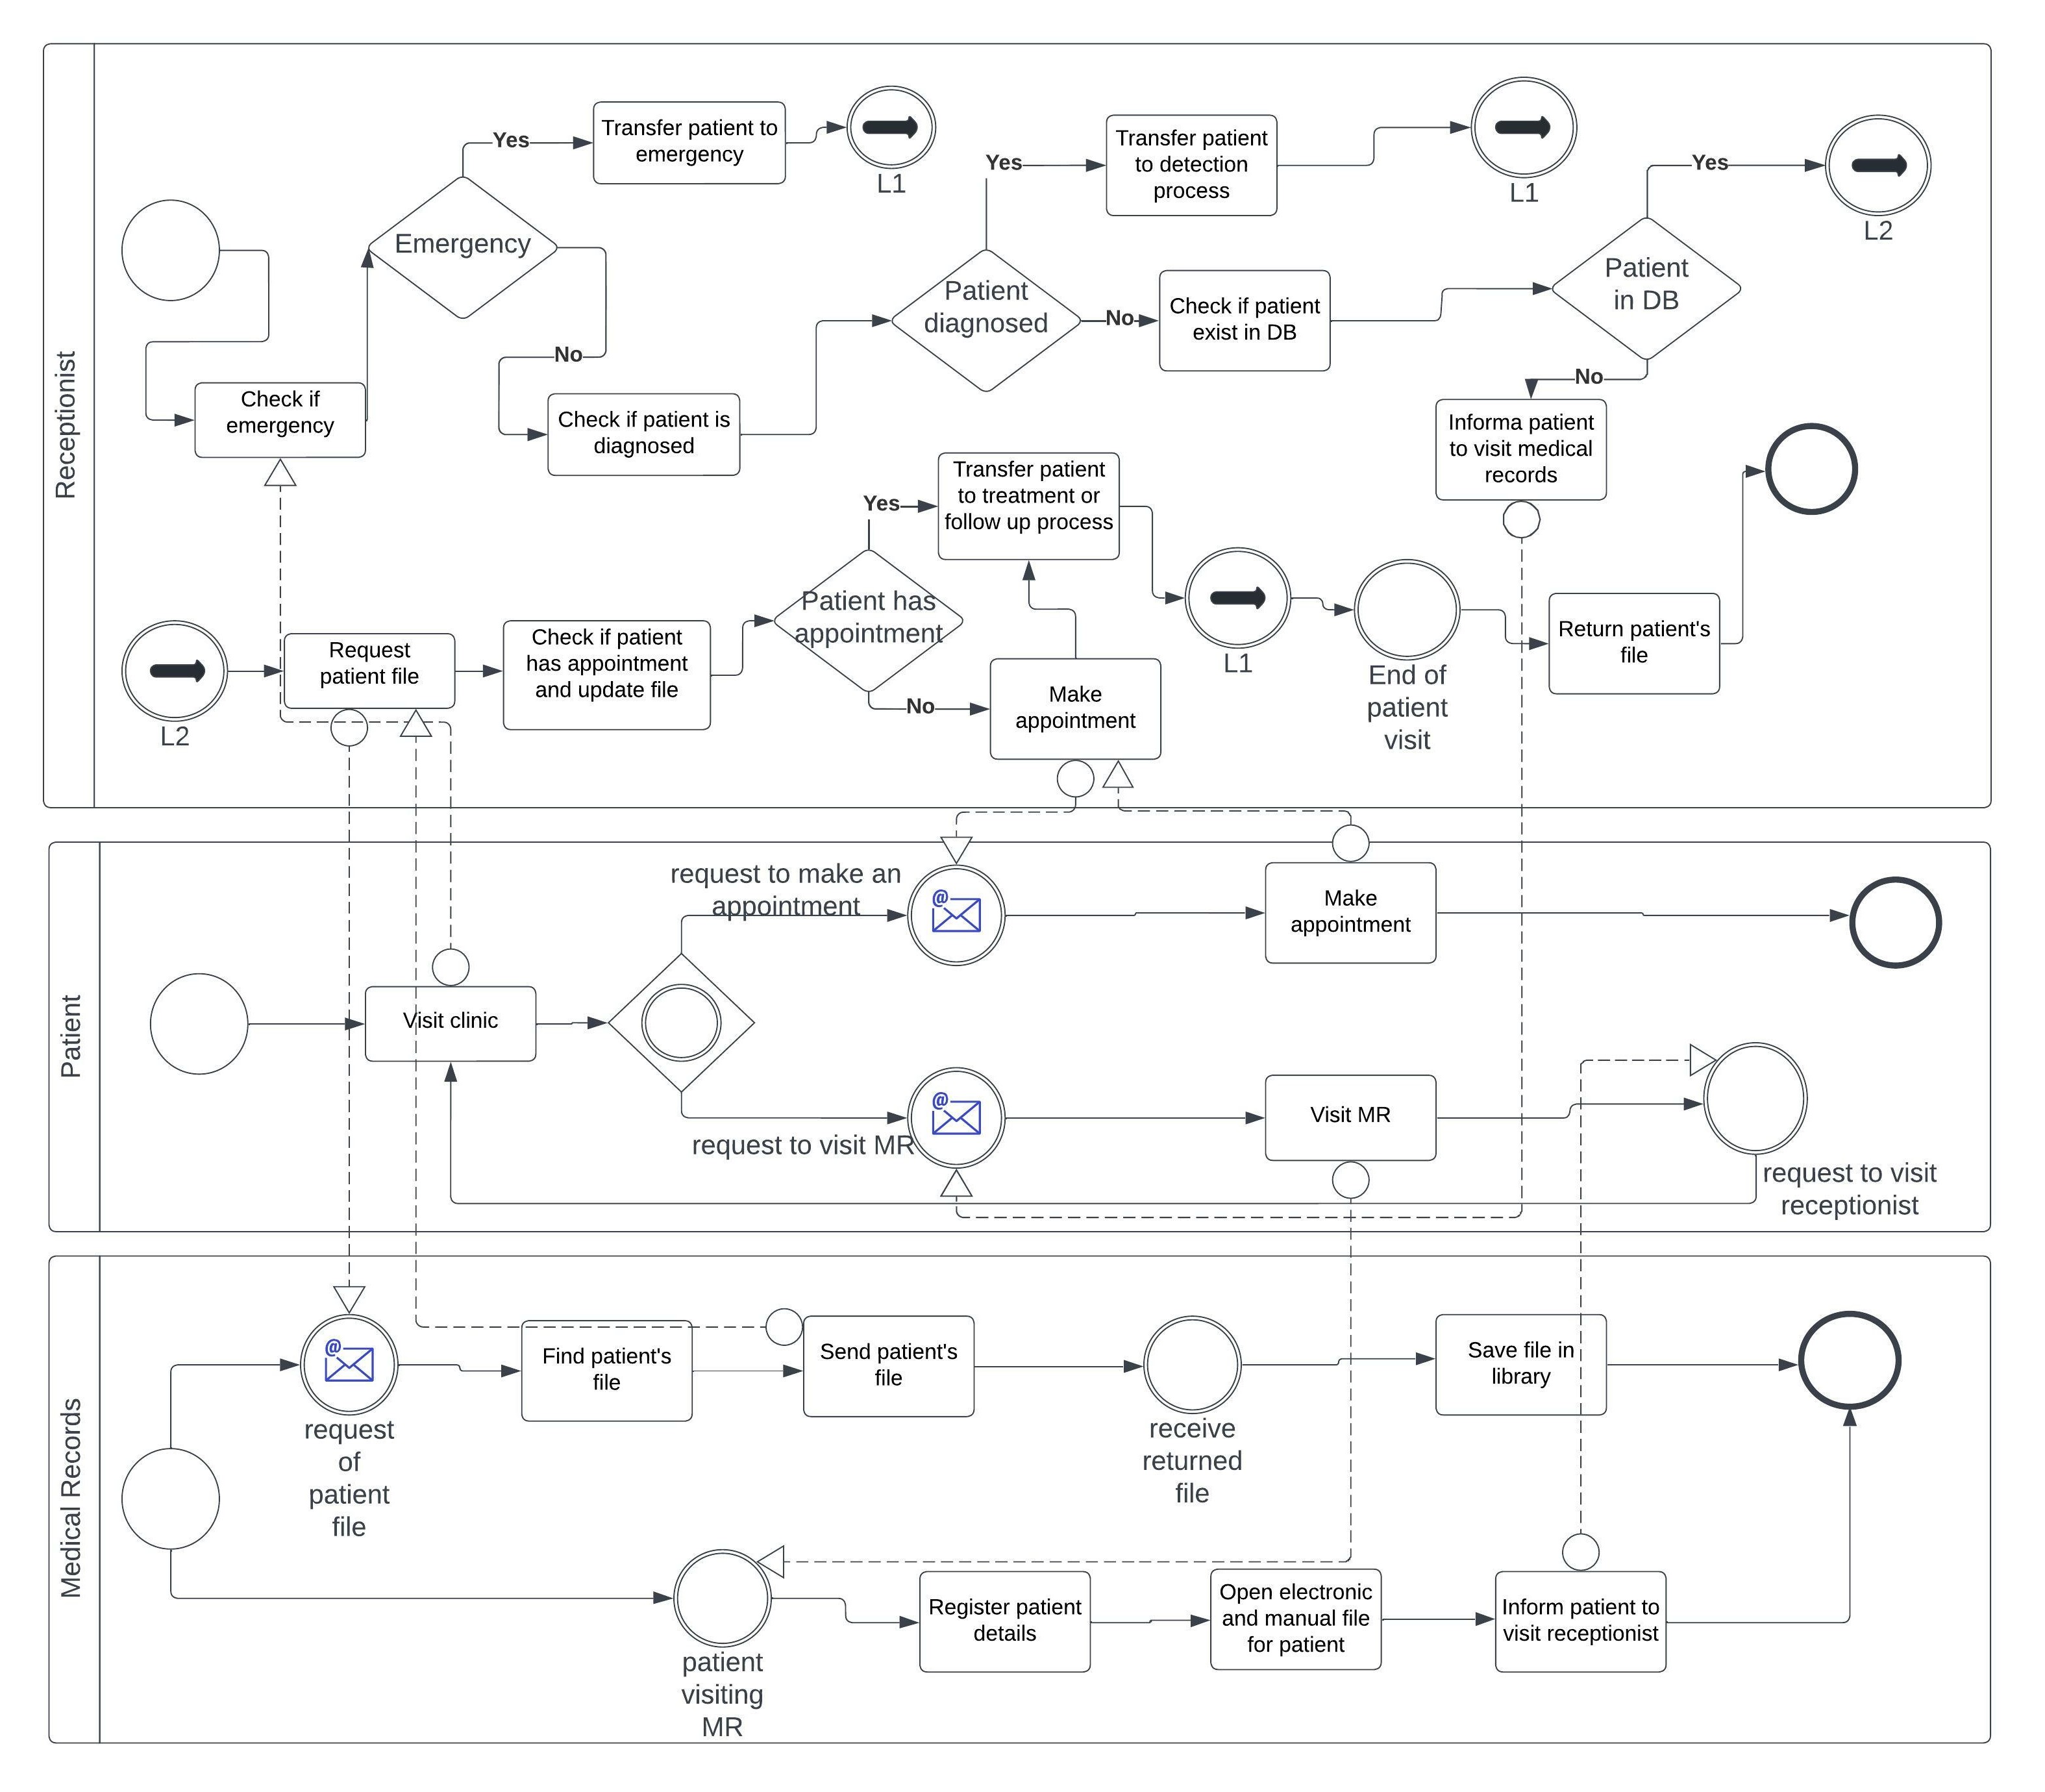 Receptionist
Yes
Transfer patient to
emergency
L1
Emergency
No
Check if
emergency
Check if patient is
diagnosed
Yes
Transfer patient
to detection
process
L1
Patient
diagnosed
No
Check if patient
exist in DB
Yes
L2
Patient
in DB
No
Informa patient
to visit medical
records
L2
Request
patient file
Check if patient
has appointment
and update file
Patient has
appointment
Yes
Transfer patient
to treatment or
follow up process
No
Make
appointment
L1
End of
patient
visit
Return patient's
file
Patient
Visit clinic
request to make an
appointment
Make
appointment
request to visit MR
Visit MR
request to visit
receptionist
Medical Records
@
@
@
request
of
patient
file
Find patient's
file
Send patient's
file
receive
returned
file
Save file in
library
patient
visiting
MR
Register patient
details
Open electronic
and manual file
for patient
Inform patient to
visit receptionist